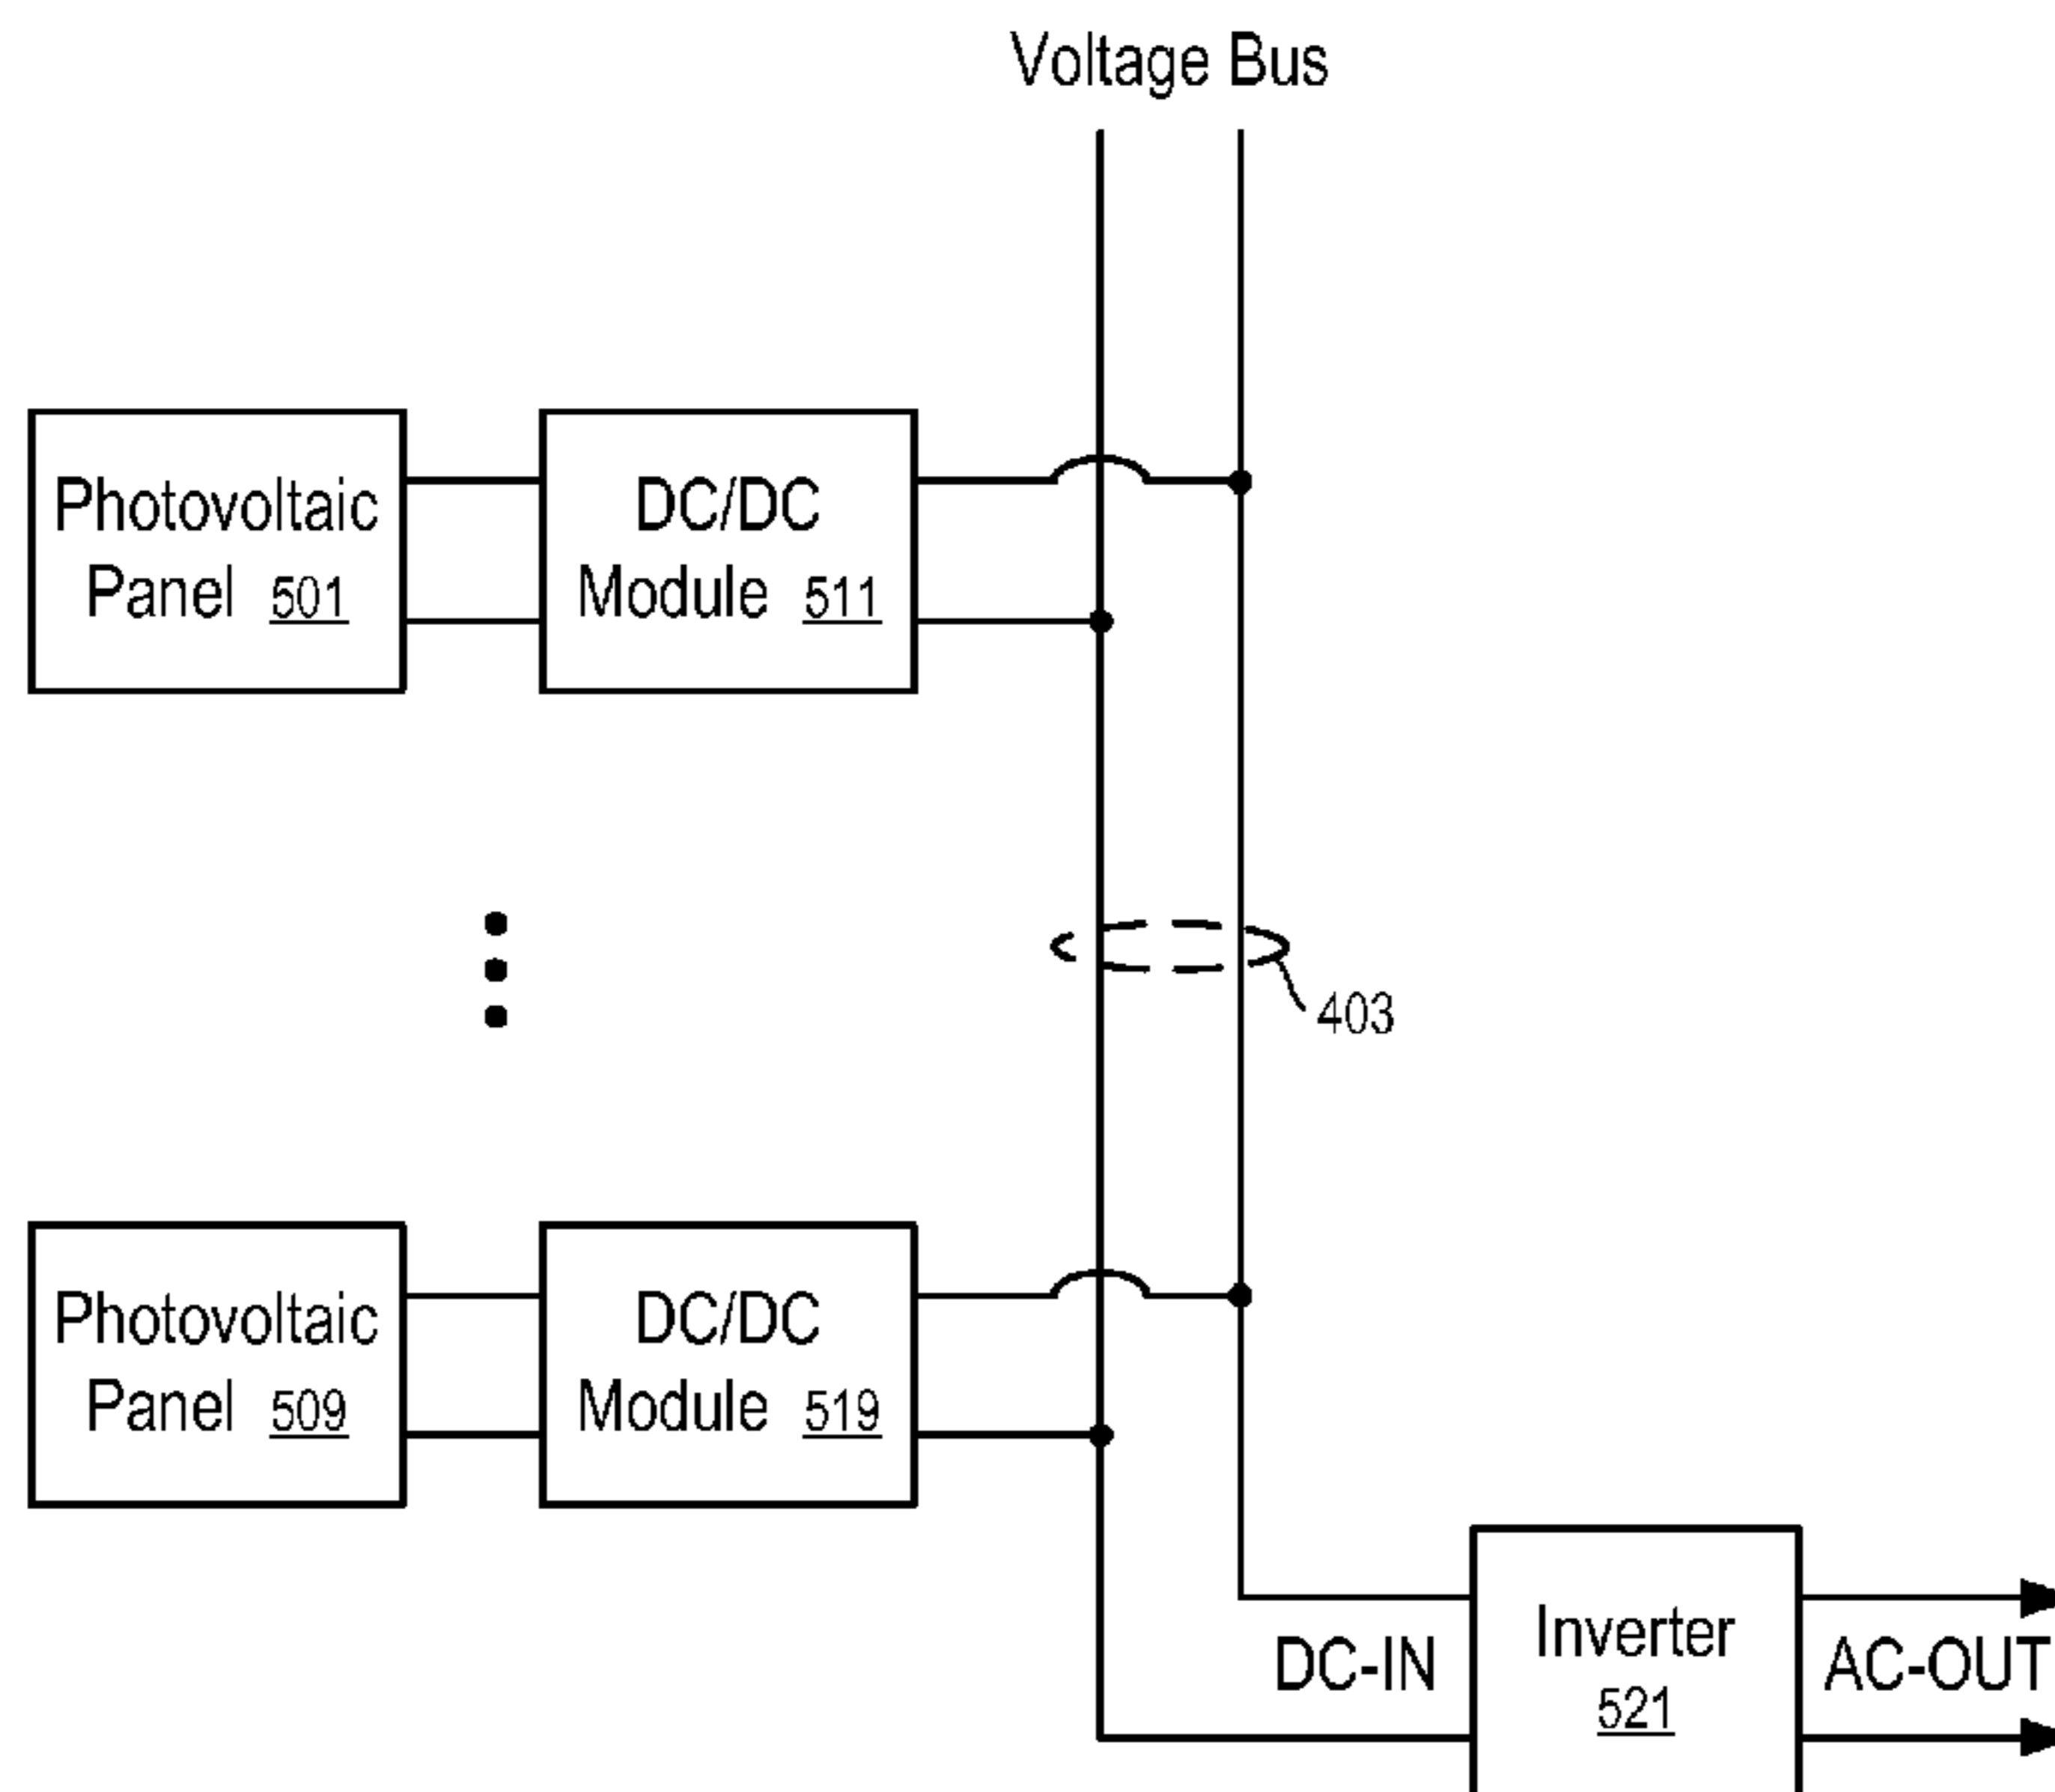 Voltage Bus
Photovoltaic
Panel 501
DC/DC
Module 511
403
Photovoltaic
Panel 509
DC/DC
Module 519
DC-IN
Inverter
521
AC-OUT